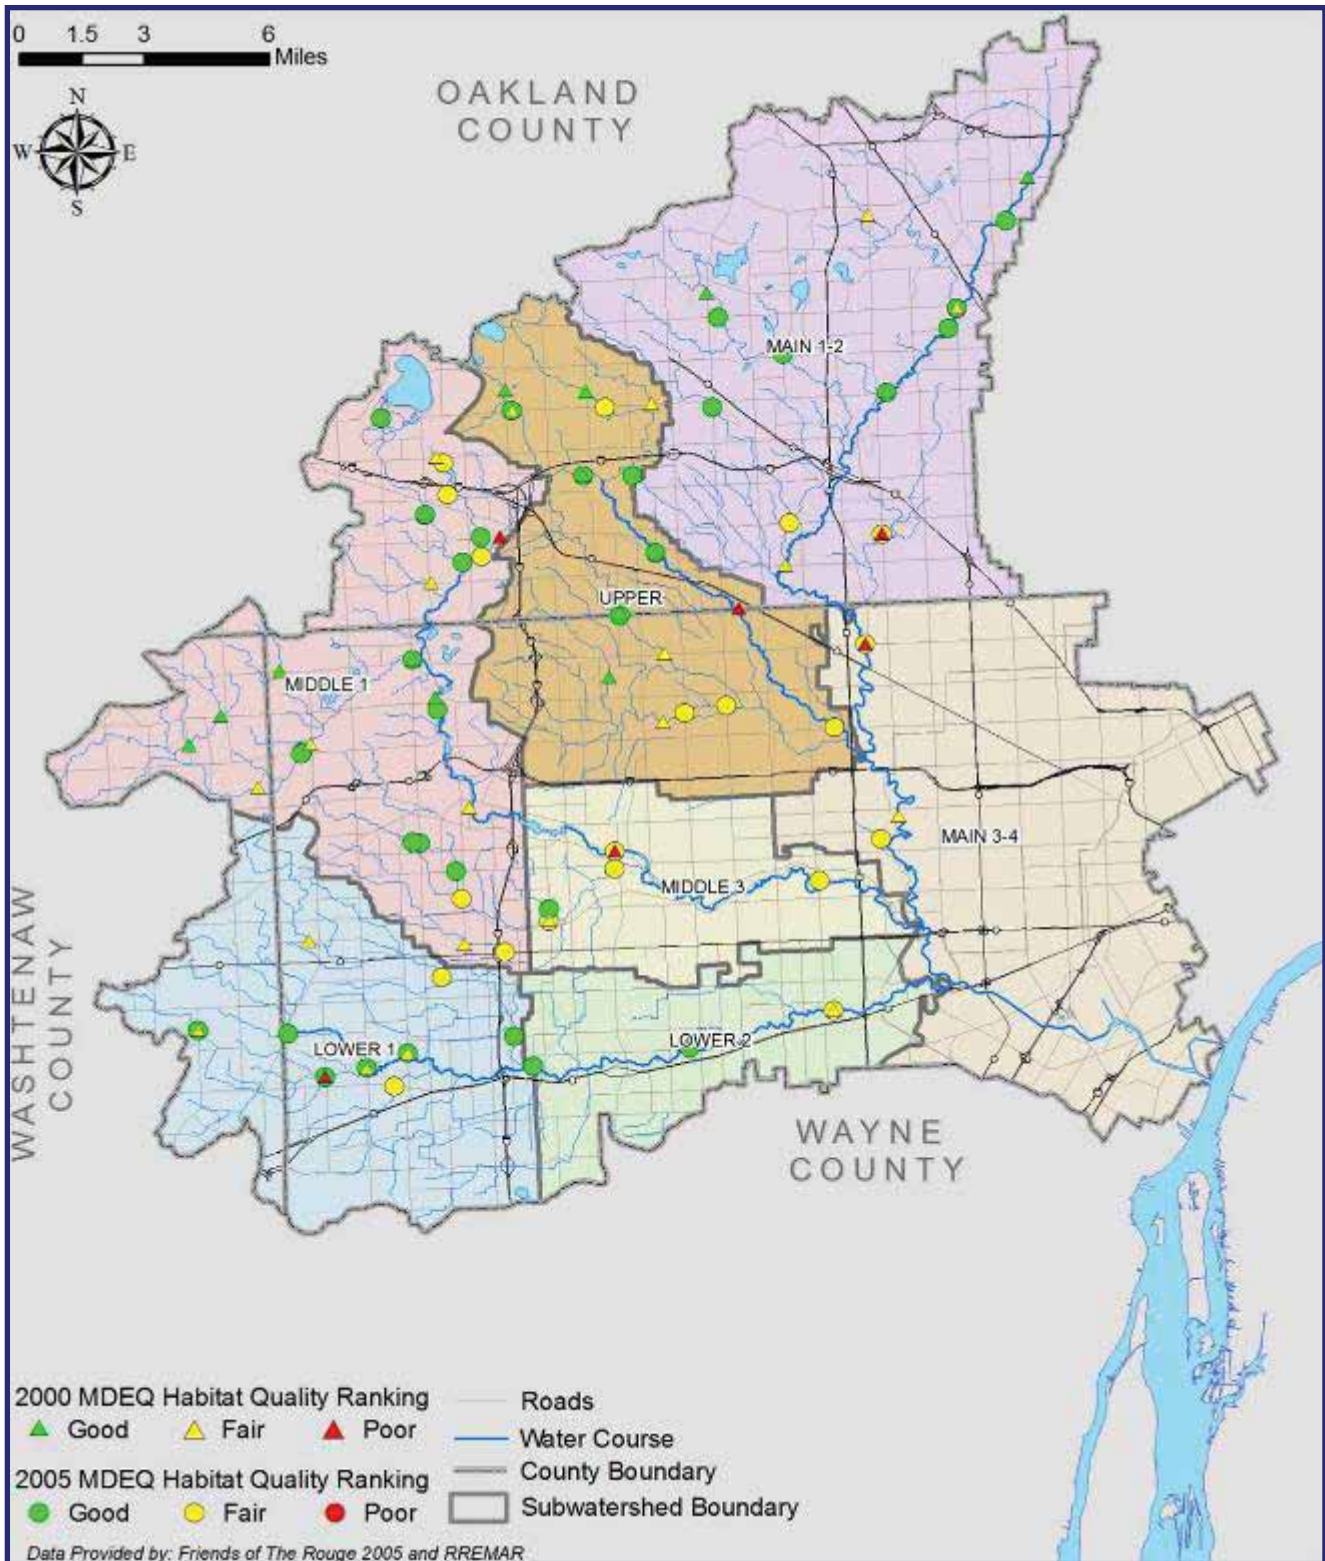 0 1.5 3 6
Miles
N
W E
S
OAKLAND
COUNTY
MAIN 1-2
UPPER
MIDDLE 1
MAIN 3-4
MIDDLE 3
LOWER 1
LOWER 2
WASHTENAW
COUNTY
WAYNE
COUNTY
2000 MDEQ Habitat Quality Ranking
Good Fair Poor
2005 MDEQ Habitat Quality Ranking
Good Fair Poor
Roads
Water Course
County Boundary
Subwatershed Boundary
Data Provided by: Friends of The Rouge 2005 and RREMAR